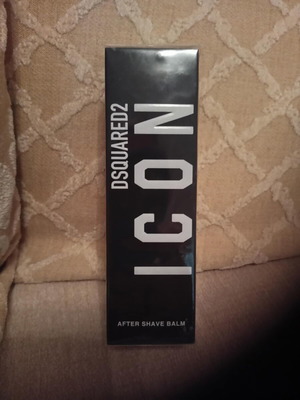 DSQUARED2
ICON
AFTER SHAVE BALM